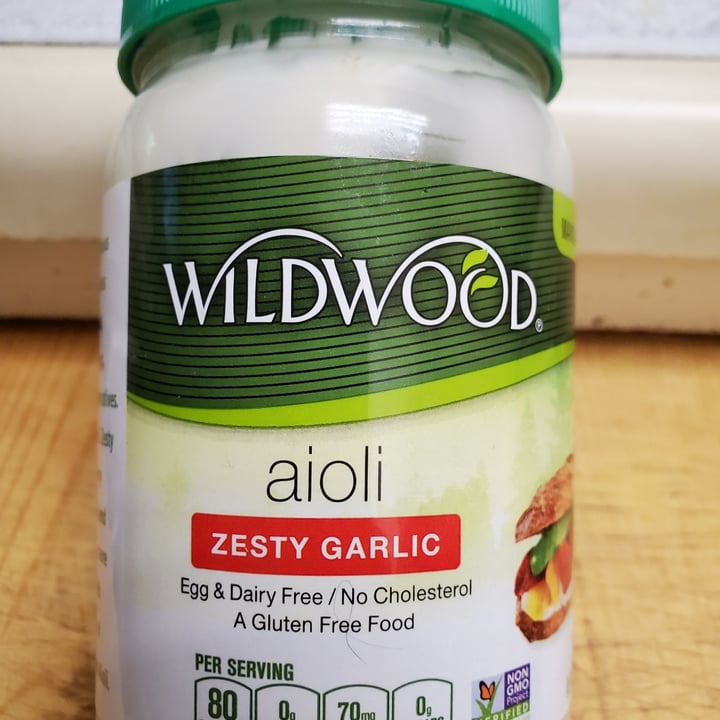 WILDWOOD®
aioli
ZESTY GARLIC
Egg & Dairy Free / No Cholesterol
A Gluten Free Food
PER SERVING
80 0g 70mg 0g
NON
GMO
Project
VERIFIED